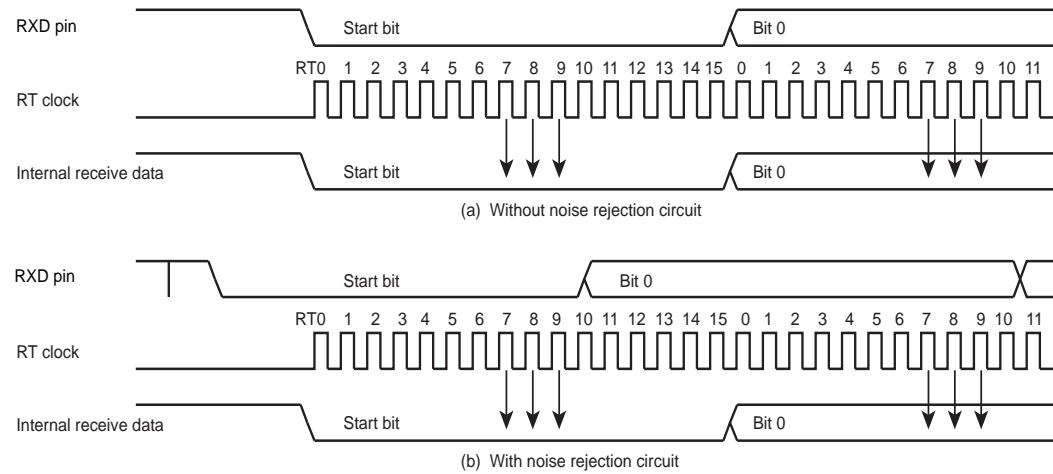 RXD pin Start bit Bit 0
RT0 1 2 3 4 5 6 7 8 9 10 11 12 13 14 15 0 1 2 3 4 5 6 7 8 9 10 11
RT clock
Internal receive data Start bit Bit 0
(a) Without noise rejection circuit
RXD pin Start bit Bit 0
RT0 1 2 3 4 5 6 7 8 9 10 11 12 13 14 15 0 1 2 3 4 5 6 7 8 9 10 11
RT clock
Internal receive data Start bit Bit 0
(b) With noise rejection circuit